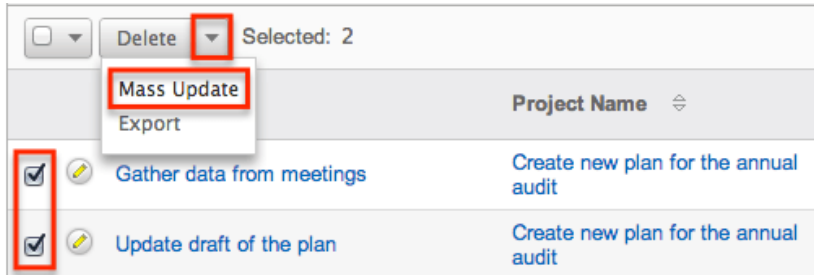 Delete Selected: 2
Mass Update
Export
Project Name
Gather data from meetings
Create new plan for the annual
audit
Update draft of the plan
Create new plan for the annual
audit